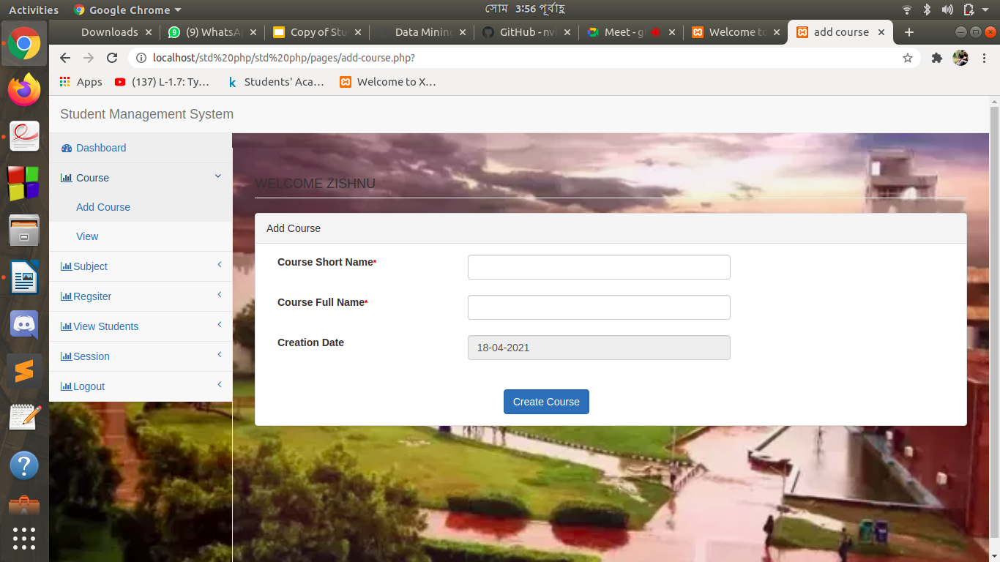 Activities Google Chrome সোম 3:56 পূর্বাহ্ণ
Downloads (9) WhatsA Copy of Stu Data Mining GitHub - nvi Meet - g Welcome to add course
localhost/std%20php/std%20php/pages/add-course.php?
Apps (137) L-1.7: Ty… Students' Aca… Welcome to X…
Student Management System
Dashboard
Course
Add Course
View
Subject
Regsiter
View Students
Session
Logout
WELCOME ZISHNU
Add Course
Course Short Name*
Course Full Name*
Creation Date 18-04-2021
Create Course